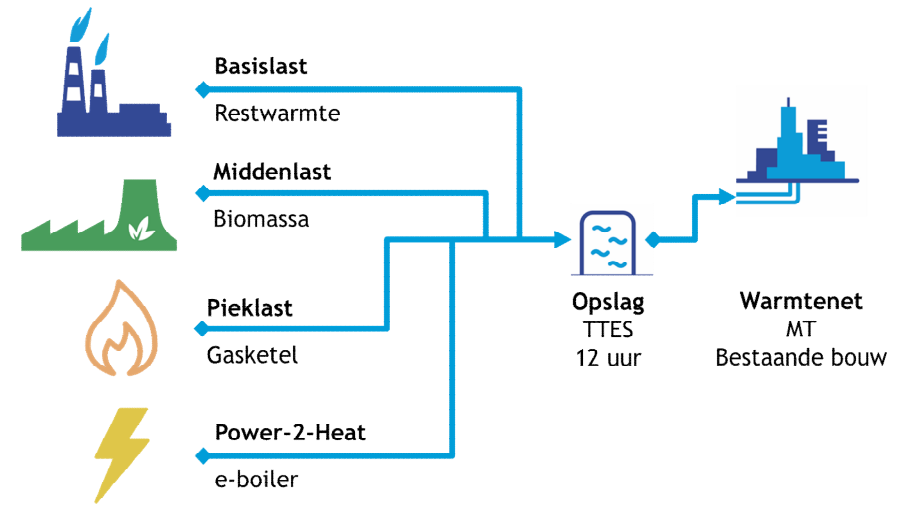 Basislast
Restwarmte
Middenlast
Biomassa
Pieklast
Gasketel
Power-2-Heat
e-boiler
Opslag
TTES
12 uur
Warmtenet
MT
Bestaande bouw